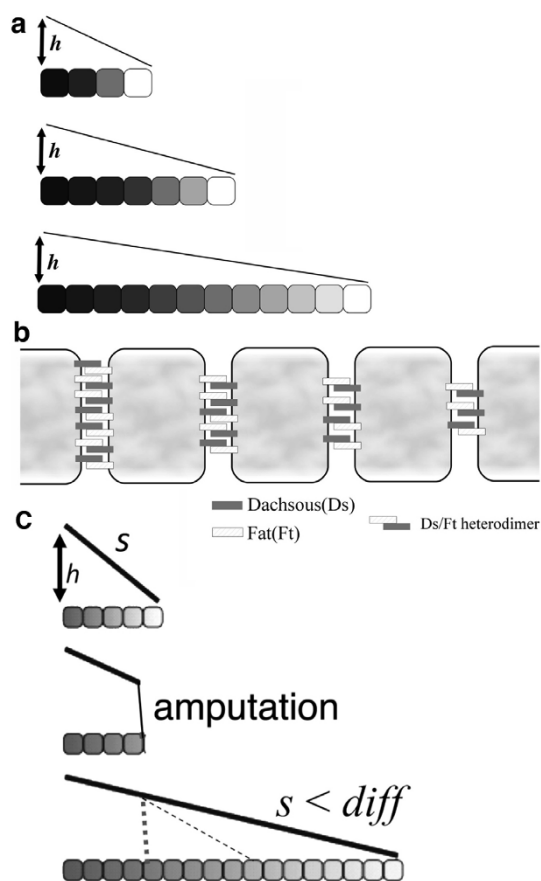 a
h
h
h
b
Dachsous(Ds)
Fat(Ft)
Ds/Ft heterodimer
c
s
h
amputation
s < diff